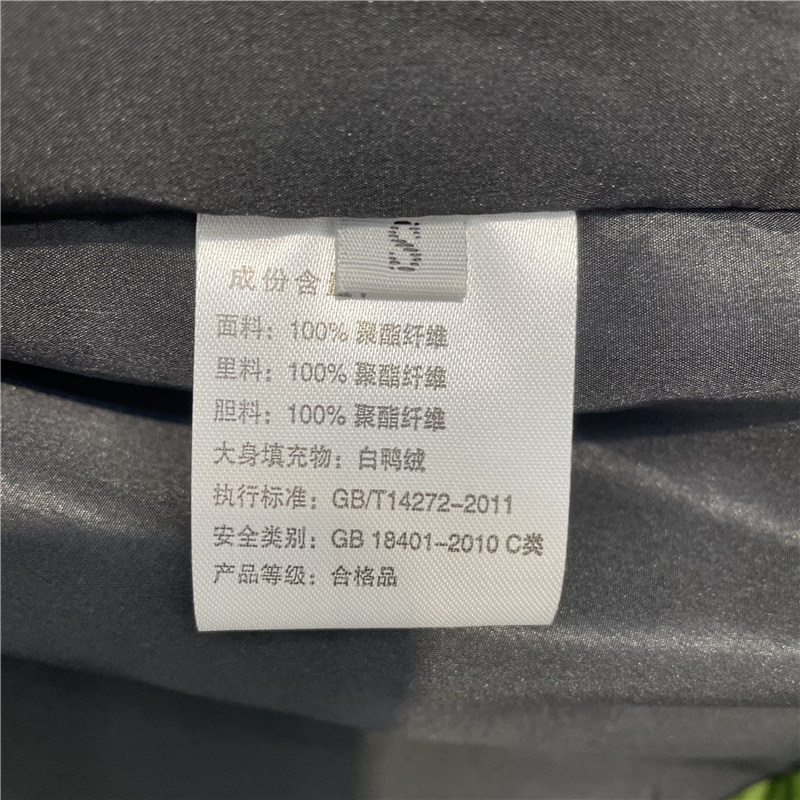 成份含
面料：100% 聚酯纤维
里料：100% 聚酯纤维
胆料：100% 聚酯纤维
大身填充物：白鸭绒
执行标准：GB/T14272-2011
安全类别：GB 18401-2010 C类
产品等级：合格品